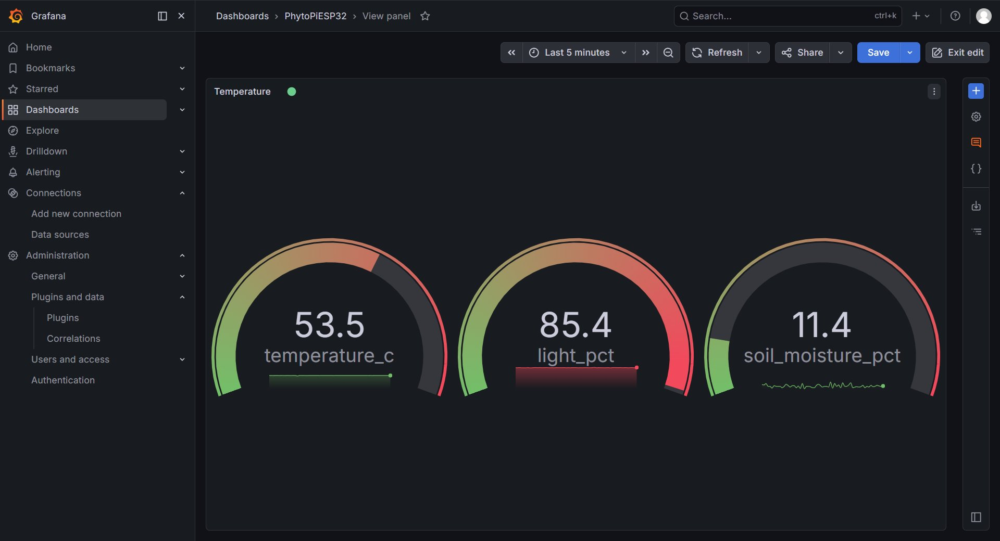 Grafana
Dashboards › PhytoPiESP32 › View panel
Search...
ctrl+k
Home
Bookmarks
Starred
Dashboards
Explore
Drilldown
Alerting
Connections
Add new connection
Data sources
Administration
General
Plugins and data
Plugins
Correlations
Users and access
Authentication
Last 5 minutes
Refresh
Share
Save
Exit edit
Temperature
53.5
temperature_c
85.4
light_pct
11.4
soil_moisture_pct